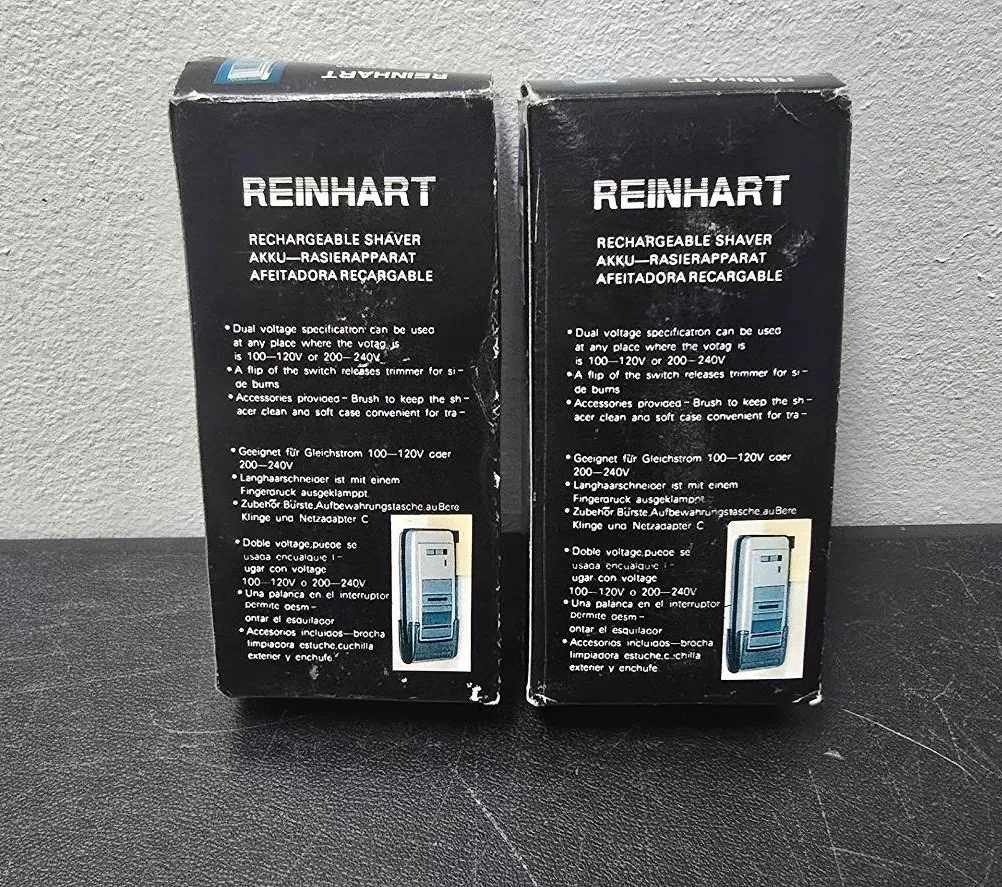 REINHART
REINHART
RECHARGEABLE SHAVER
AKKU—RASIERAPPARAT
AFEITADORA RECARGABLE
• Dual voltage specification can be used
at any place where the votag is
is 100—120V or 200—240V
• A flip of the switch releases trimmer for si-
de burns
• Accessories provided - Brush to keep the sh-
acer clean and soft case convenient for tra-
• Geeignet für Gleichstrom 100—120V oder
200—240V
• Langhaarschneider ist mit einem
Fingerdruck ausgeklampft
• Zubehör Bürste, Aufbewahrungstasche, auBere
Klinge und Netzadapter C
• Doble voltage, puede se
usada encualque l-
ugar con voltage
100—120V o 200—240V
• Una palanca en el interruptor
permite desm-
ontar el esquilador
• Accesorios incluidos—brocha
limpiadora estuche, cuchilla
exterier y enchufe
REINHART
REINHART
RECHARGEABLE SHAVER
AKKU—RASIERAPPARAT
AFEITADORA RECARGABLE
• Dual voltage specification can be used
at any place where the votag is
is 100—120V or 200—240V
• A flip of the switch releases trimmer for si-
de burns
• Accessories provided - Brush to keep the sh-
acer clean and soft case convenient for tra-
• Geeignet für Gleichstrom 100—120V oder
200—240V
• Langhaarschneider ist mit einem
Fingerdruck ausgeklampft
• Zubehör Bürste, Aufbewahrungstasche, auBere
Klinge und Netzadapter C
• Doble voltage, puede se
usada encualque l-
ugar con voltage
100—120V o 200—240V
• Una palanca en el interruptor
permite desm-
ontar el esquilador
• Accesorios incluidos—brocha
limpiadora estuche, cuchilla
exterier y enchufe